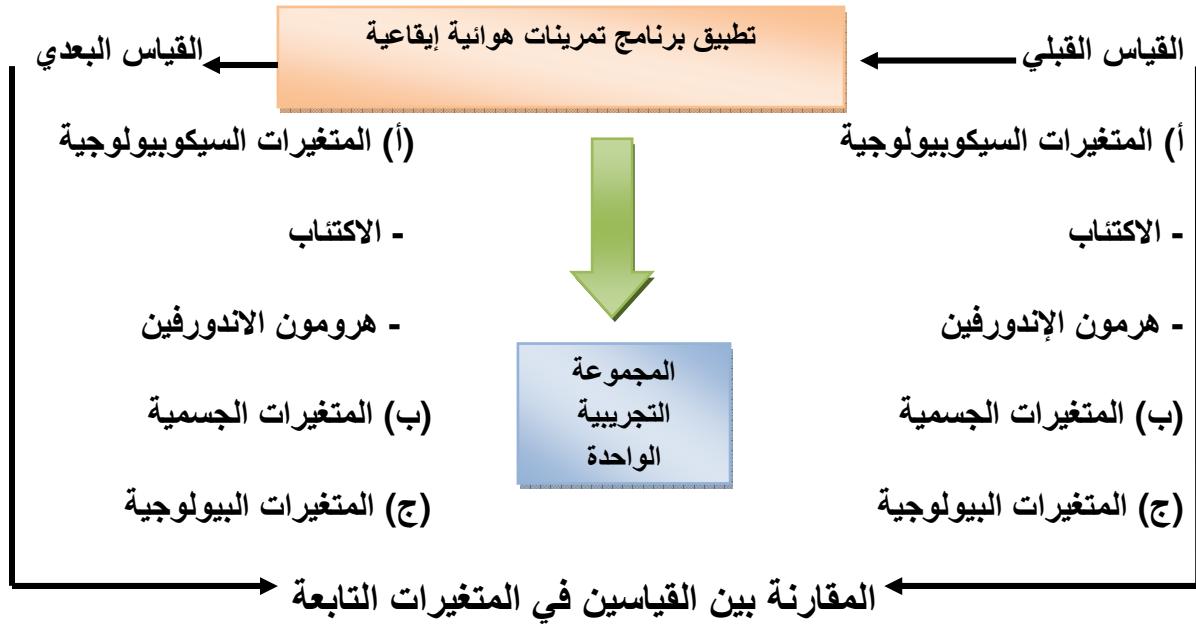 القياس القبلي
تطبيق برنامج تمرينات هوائية إيقاعية
القياس البعدي
أ) المتغيرات السيكوبيولوجية
- الاكتئاب
- هرمون الإندورفين
(ب) المتغيرات الجسمية
(ج) المتغيرات البيولوجية
المجموعة
التجريبية
الواحدة
(أ) المتغيرات السيكوبيولوجية
- الاكتئاب
- هرومون الاندورفين
(ب) المتغيرات الجسمية
(ج) المتغيرات البيولوجية
المقارنة بين القياسين في المتغيرات التابعة